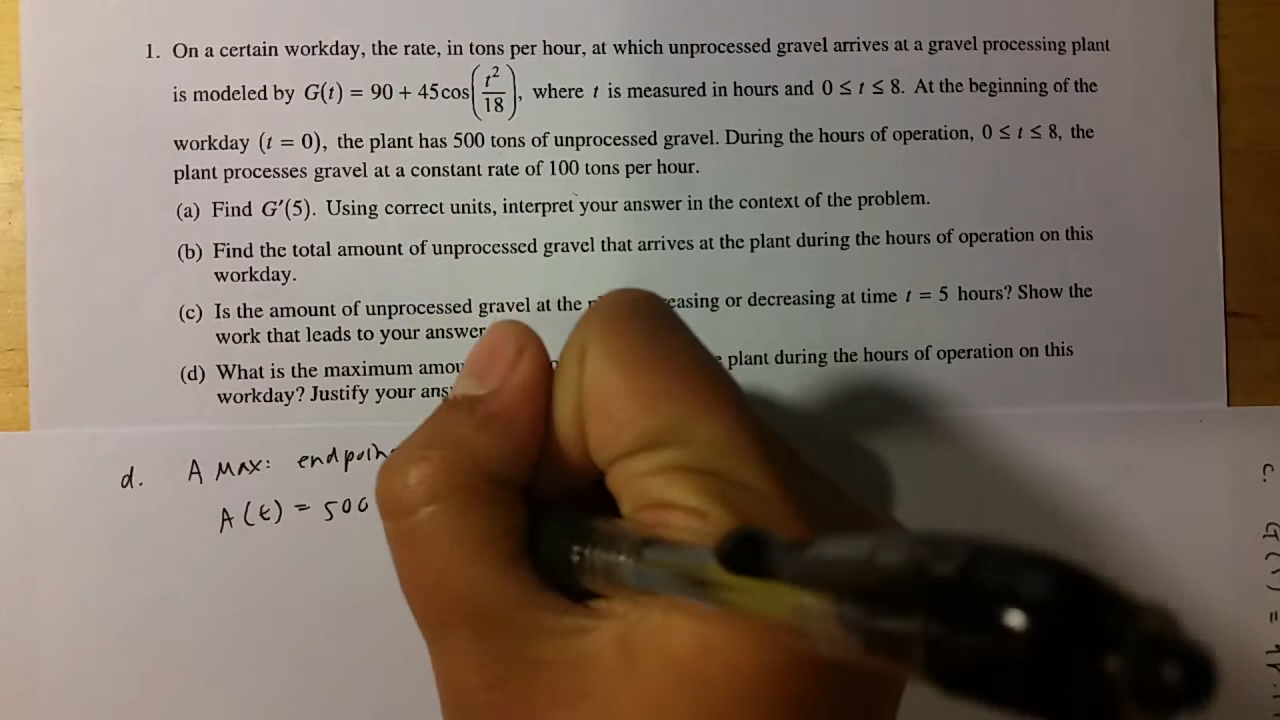 1. On a certain workday, the rate, in tons per hour, at which unprocessed gravel arrives at a gravel processing plant
is modeled by G(t) = 90 + 45cos(t²/18), where t is measured in hours and 0 ≤ t ≤ 8. At the beginning of the
workday (t = 0), the plant has 500 tons of unprocessed gravel. During the hours of operation, 0 ≤ t ≤ 8, the
plant processes gravel at a constant rate of 100 tons per hour.
(a) Find G′(5). Using correct units, interpret your answer in the context of the problem.
(b) Find the total amount of unprocessed gravel that arrives at the plant during the hours of operation on this
workday.
(c) Is the amount of unprocessed gravel at the easing or decreasing at time t = 5 hours? Show the
work that leads to your answer
(d) What is the maximum amou plant during the hours of operation on this
workday? Justify your ans
d. A MAX: endpoin
A(t) = 500
c. G(